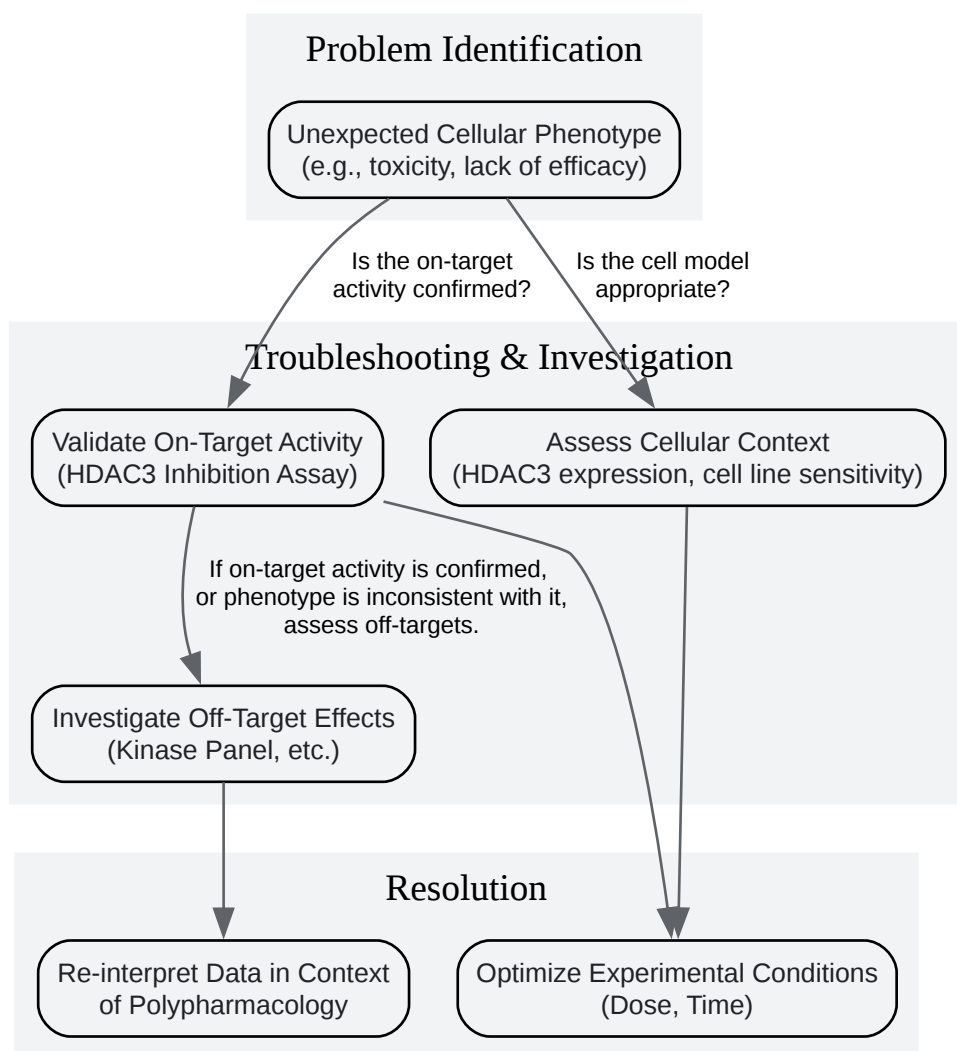 Problem Identification
Unexpected Cellular Phenotype
(e.g., toxicity, lack of efficacy)
Is the on-target
activity confirmed?
Is the cell model
appropriate?
Troubleshooting & Investigation
Validate On-Target Activity
(HDAC3 Inhibition Assay)
Assess Cellular Context
(HDAC3 expression, cell line sensitivity)
If on-target activity is confirmed,
or phenotype is inconsistent with it,
assess off-targets.
Investigate Off-Target Effects
(Kinase Panel, etc.)
Resolution
Re-interpret Data in Context
of Polypharmacology
Optimize Experimental Conditions
(Dose, Time)